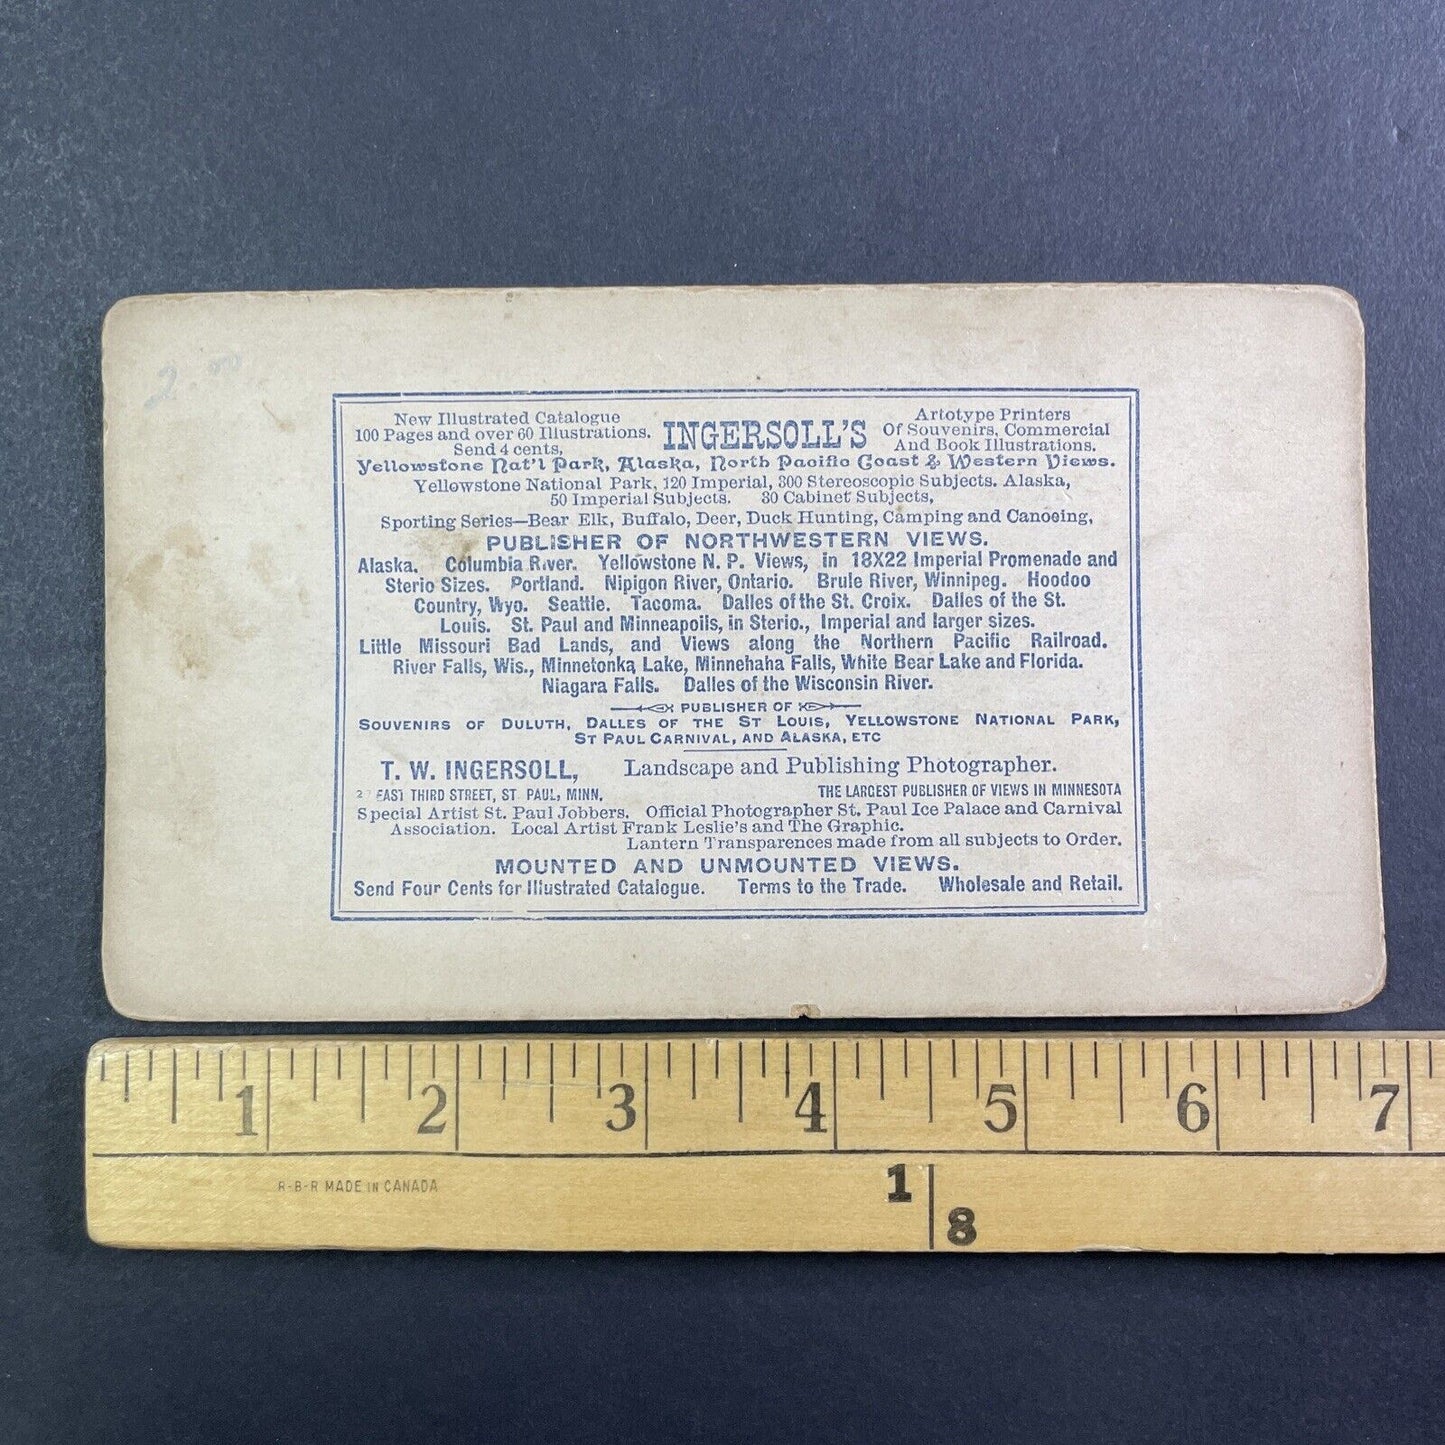 2.00
New Illustrated Catalogue
100 Pages and over 60 Illustrations.
Send 4 cents,
INGERSOLL'S
Artotype Printers
Of Souvenirs, Commercial
And Book Illustrations.
Yellowstone Nat'l Park, Alaska, North Pacific Coast & Western Views.
Yellowstone National Park, 120 Imperial, 300 Stereoscopic Subjects. Alaska,
50 Imperial Subjects. 30 Cabinet Subjects,
Sporting Series—Bear Elk, Buffalo, Deer, Duck Hunting, Camping and Canoeing,
PUBLISHER OF NORTHWESTERN VIEWS.
Alaska. Columbia River. Yellowstone N. P. Views, in 18X22 Imperial Promenade and
Sterio Sizes. Portland. Nipigon River, Ontario. Brule River, Winnipeg. Hoodoo
Country, Wyo. Seattle. Tacoma. Dalles of the St. Croix. Dalles of the St.
Louis. St. Paul and Minneapolis, in Sterio., Imperial and larger sizes.
Little Missouri Bad Lands, and Views along the Northern Pacific Railroad.
River Falls, Wis., Minnetonka Lake, Minnehaha Falls, White Bear Lake and Florida.
Niagara Falls. Dalles of the Wisconsin River.
PUBLISHER OF
SOUVENIRS OF DULUTH, DALLES OF THE ST LOUIS, YELLOWSTONE NATIONAL PARK,
ST PAUL CARNIVAL, AND ALASKA, ETC
T. W. INGERSOLL, Landscape and Publishing Photographer.
EAST THIRD STREET, ST. PAUL, MINN. THE LARGEST PUBLISHER OF VIEWS IN MINNESOTA
Special Artist St. Paul Jobbers. Official Photographer St. Paul Ice Palace and Carnival
Association. Local Artist Frank Leslie's and The Graphic.
Lantern Transparences made from all subjects to Order.
MOUNTED AND UNMOUNTED VIEWS.
Send Four Cents for Illustrated Catalogue. Terms to the Trade. Wholesale and Retail.
1 2 3 4 5 6 7
R-B-R MADE IN CANADA
1
8